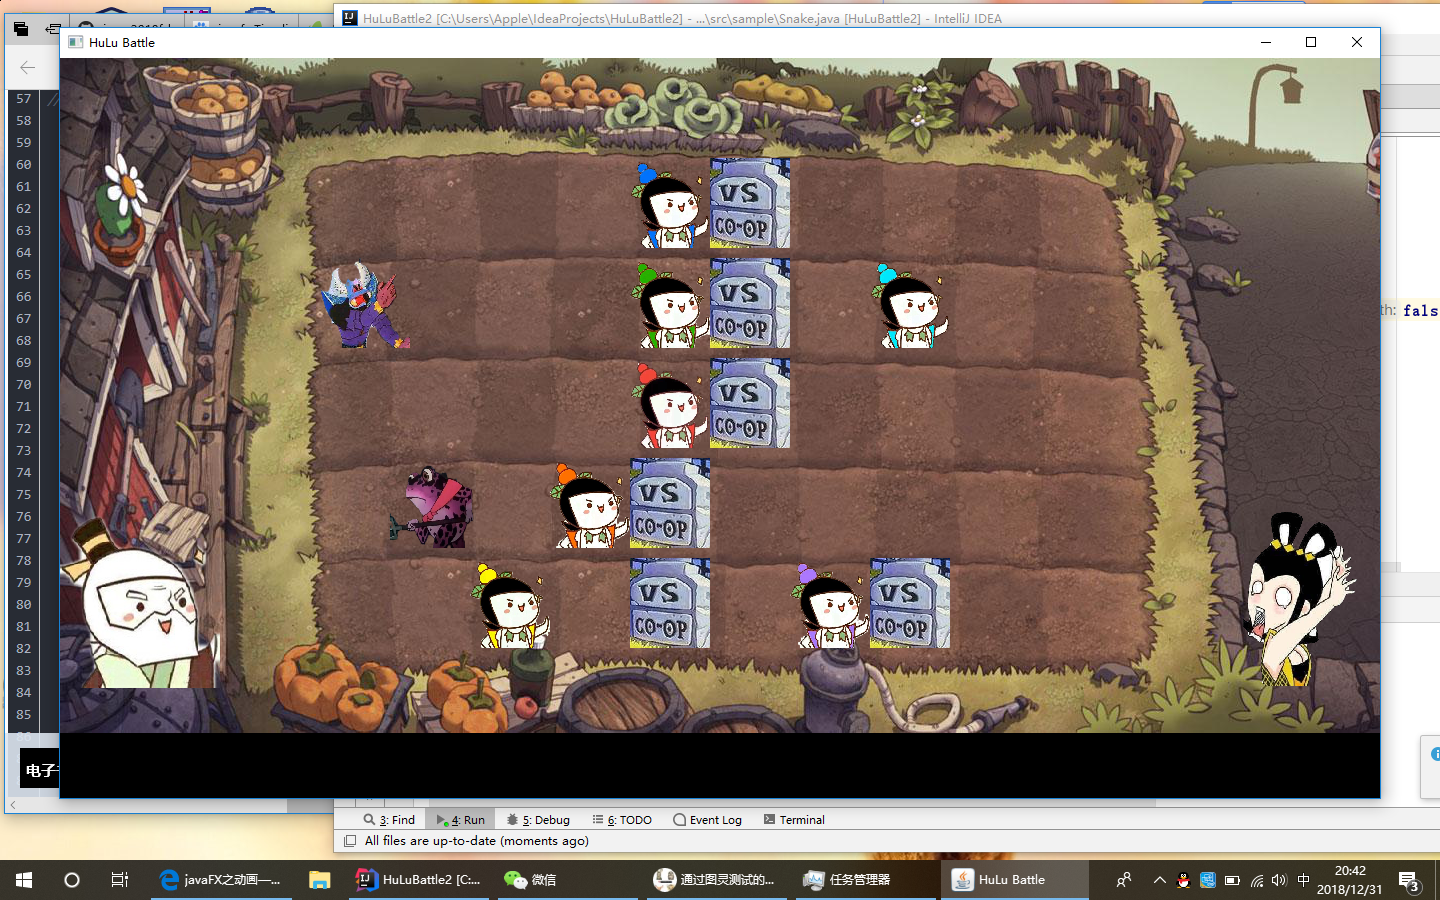 HuLuBattle2 [C:\Users\Apple\IdeaProjects\HuLuBattle2] - ...\src\sample\Snake.java [HuLuBattle2] - IntelliJ IDEA
HuLu Battle
57
58
59
60
61
62
63
64
65
66
67
68
69
70
71
72
73
74
75
76
77
78
79
80
81
82
83
84
85
86
//
VS
CO-OP
VS
CO-OP
VS
CO-OP
VS
CO-OP
VS
CO-OP
VS
CO-OP
th: fals
电子
3: Find
4: Run
5: Debug
6: TODO
Event Log
Terminal
All files are up-to-date (moments ago)
javaFX之动画—...
HuLuBattle2 [C:...
微信
通过图灵测试的...
任务管理器
HuLu Battle
中
20:42
2018/12/31
3